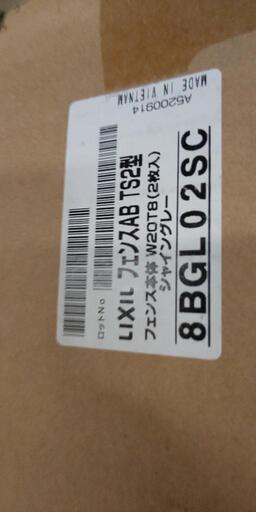 ロットNo
LIXIL フェンスAB TS2型
フェンス本体 W20T8(2枚入)
シャイングレー
8BGL02SC
A5200914
MADE IN VIETNAM